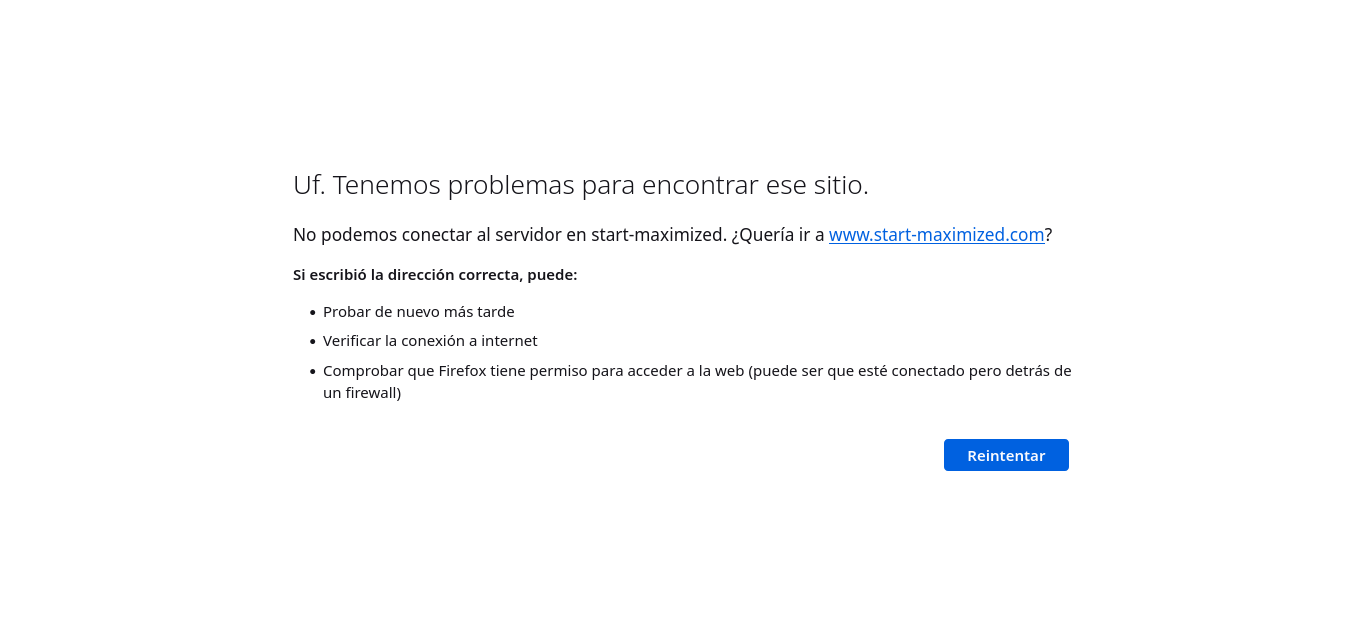 Uf. Tenemos problemas para encontrar ese sitio.
No podemos conectar al servidor en start-maximized. ¿Quería ir a www.start-maximized.com?
Si escribió la dirección correcta, puede:
• Probar de nuevo más tarde
• Verificar la conexión a internet
• Comprobar que Firefox tiene permiso para acceder a la web (puede ser que esté conectado pero detrás de
un firewall)
Reintentar